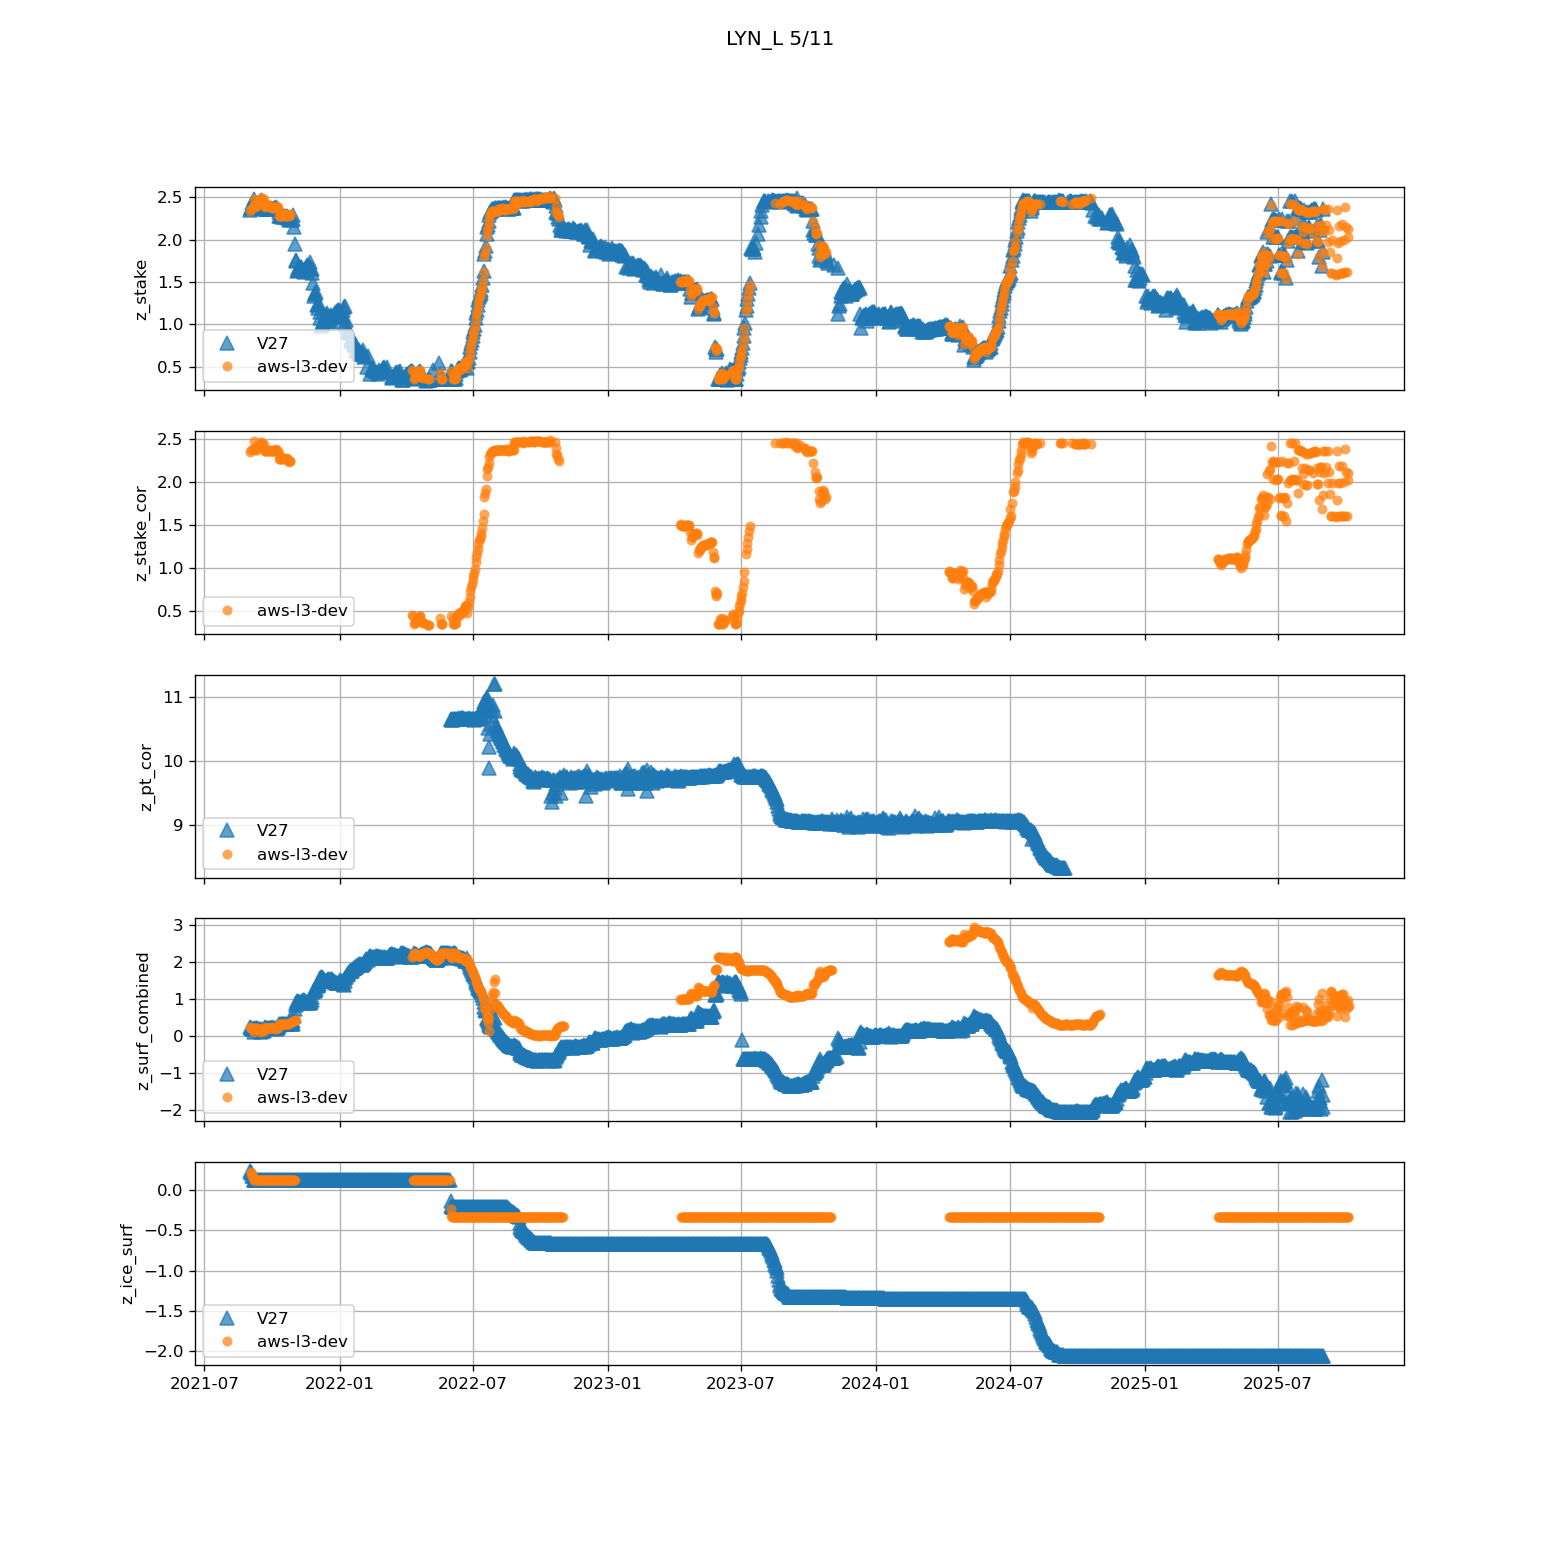 LYN_L 5/11
z_stake
2.5
2.0
1.5
1.0
0.5
V27
aws-l3-dev
z_stake_cor
2.5
2.0
1.5
1.0
0.5
aws-l3-dev
z_pt_cor
11
10
9
V27
aws-l3-dev
z_surf_combined
3
2
1
0
−1
−2
V27
aws-l3-dev
z_ice_surf
0.0
−0.5
−1.0
−1.5
−2.0
V27
aws-l3-dev
2021-07 2022-01 2022-07 2023-01 2023-07 2024-01 2024-07 2025-01 2025-07